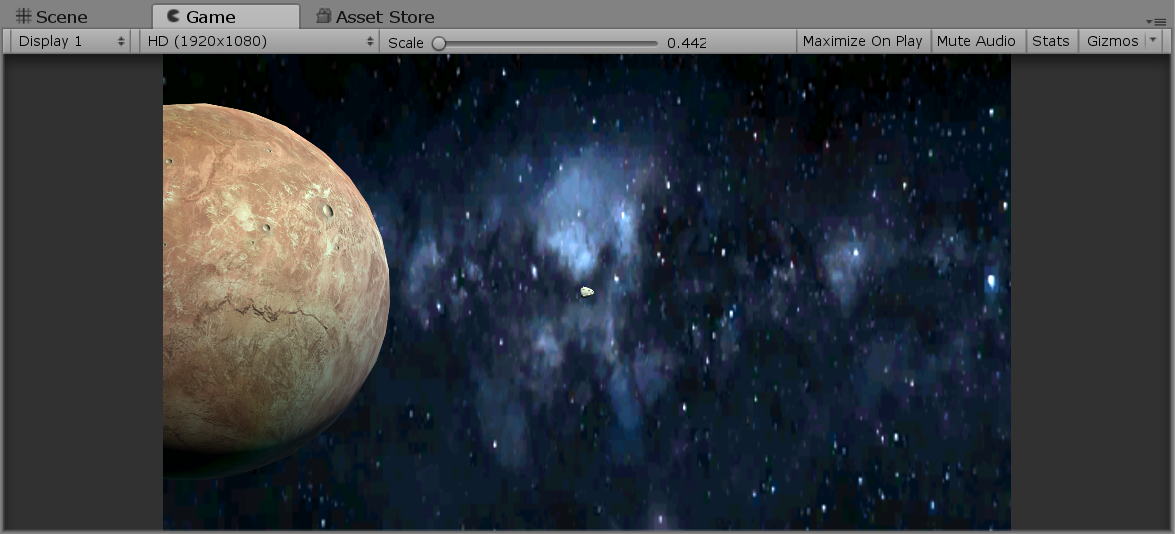 Scene Game Asset Store
Display 1 HD (1920x1080) Scale 0.442 Maximize On Play Mute Audio Stats Gizmos